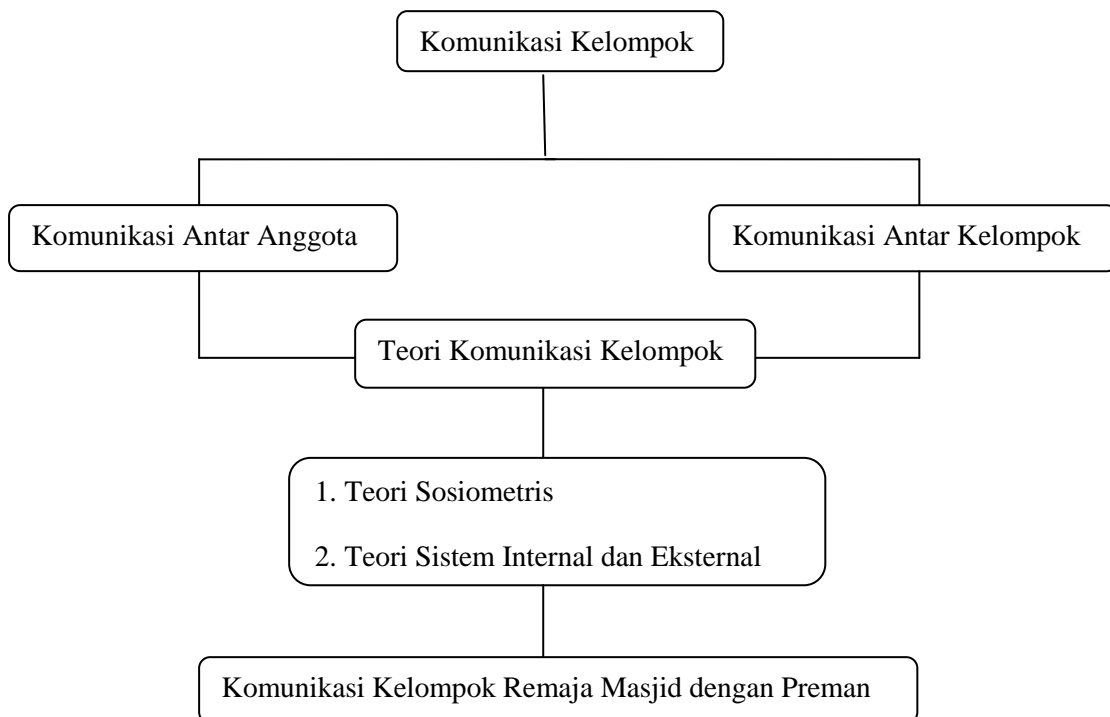 Komunikasi Kelompok
Komunikasi Antar Anggota
Komunikasi Antar Kelompok
Teori Komunikasi Kelompok
1. Teori Sosiometris
2. Teori Sistem Internal dan Eksternal
Komunikasi Kelompok Remaja Masjid dengan Preman